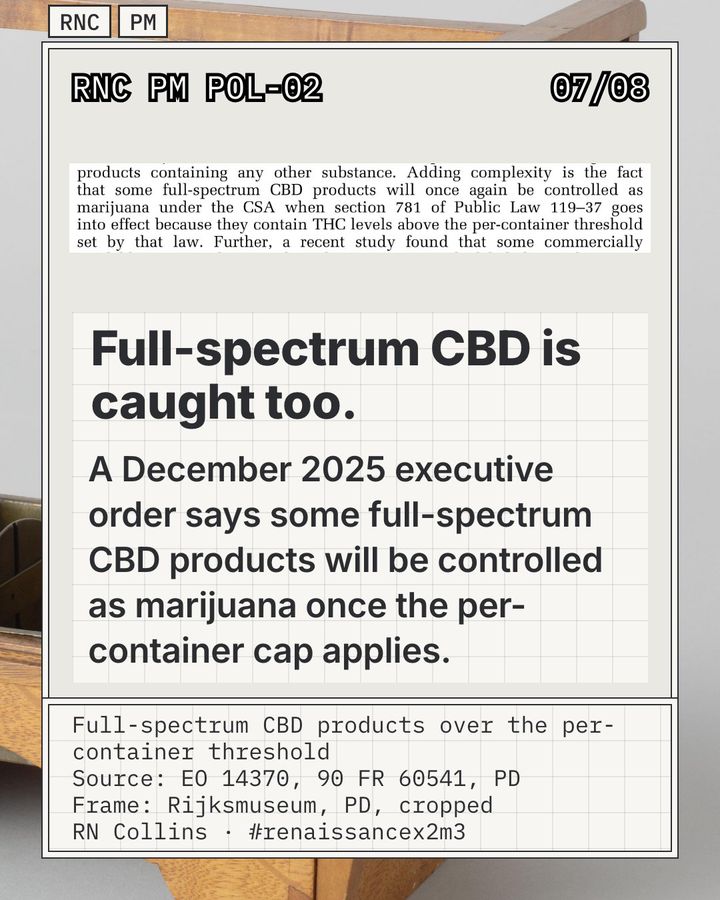 RNC PM
RNC PM POL-02 07/08
products containing any other substance. Adding complexity is the fact
that some full-spectrum CBD products will once again be controlled as
marijuana under the CSA when section 781 of Public Law 119–37 goes
into effect because they contain THC levels above the per-container threshold
set by that law. Further, a recent study found that some commercially
Full-spectrum CBD is
caught too.
A December 2025 executive
order says some full-spectrum
CBD products will be controlled
as marijuana once the per-
container cap applies.
Full-spectrum CBD products over the per-
container threshold
Source: EO 14370, 90 FR 60541, PD
Frame: Rijksmuseum, PD, cropped
RN Collins · #renaissancex2m3